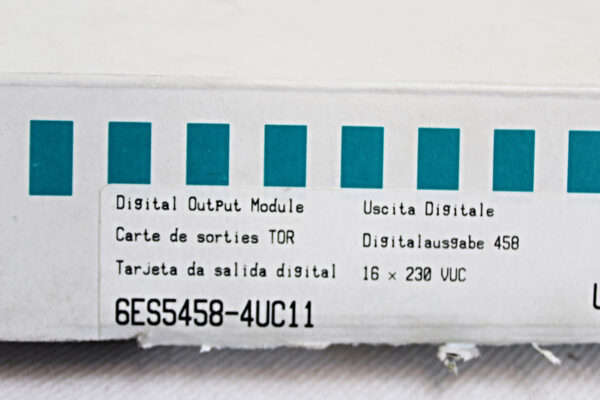 Digital Output Module
Carte de sorties TOR
Tarjeta da salida digital
Uscita Digitale
Digitalausgabe 458
16 x 230 VUC
6ES5458-4UC11